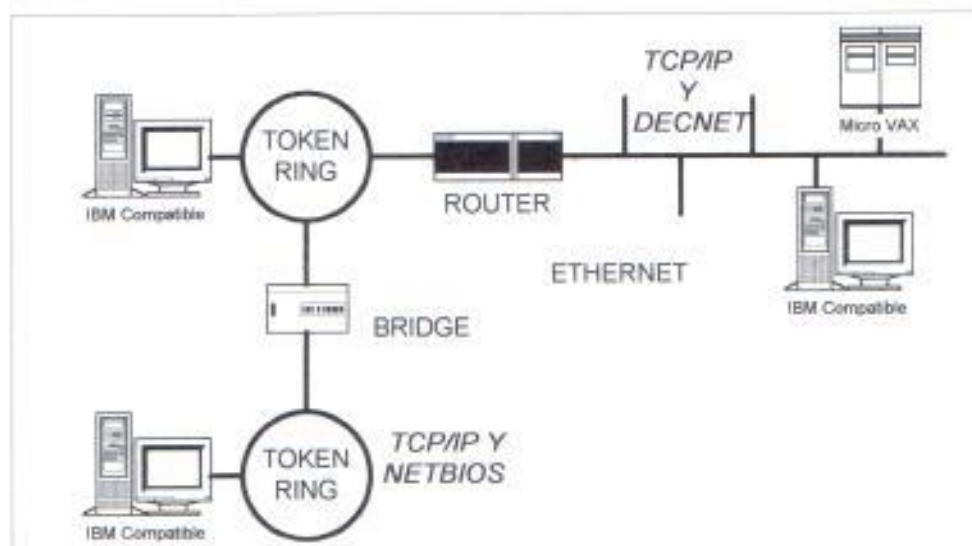 TCP/IP
Y
DECNET
Micro VAX
TOKEN
RING
IBM Compatible
ROUTER
ETHERNET
IBM Compatible
BRIDGE
TOKEN
RING
TCP/IP Y
NETBIOS
IBM Compatible